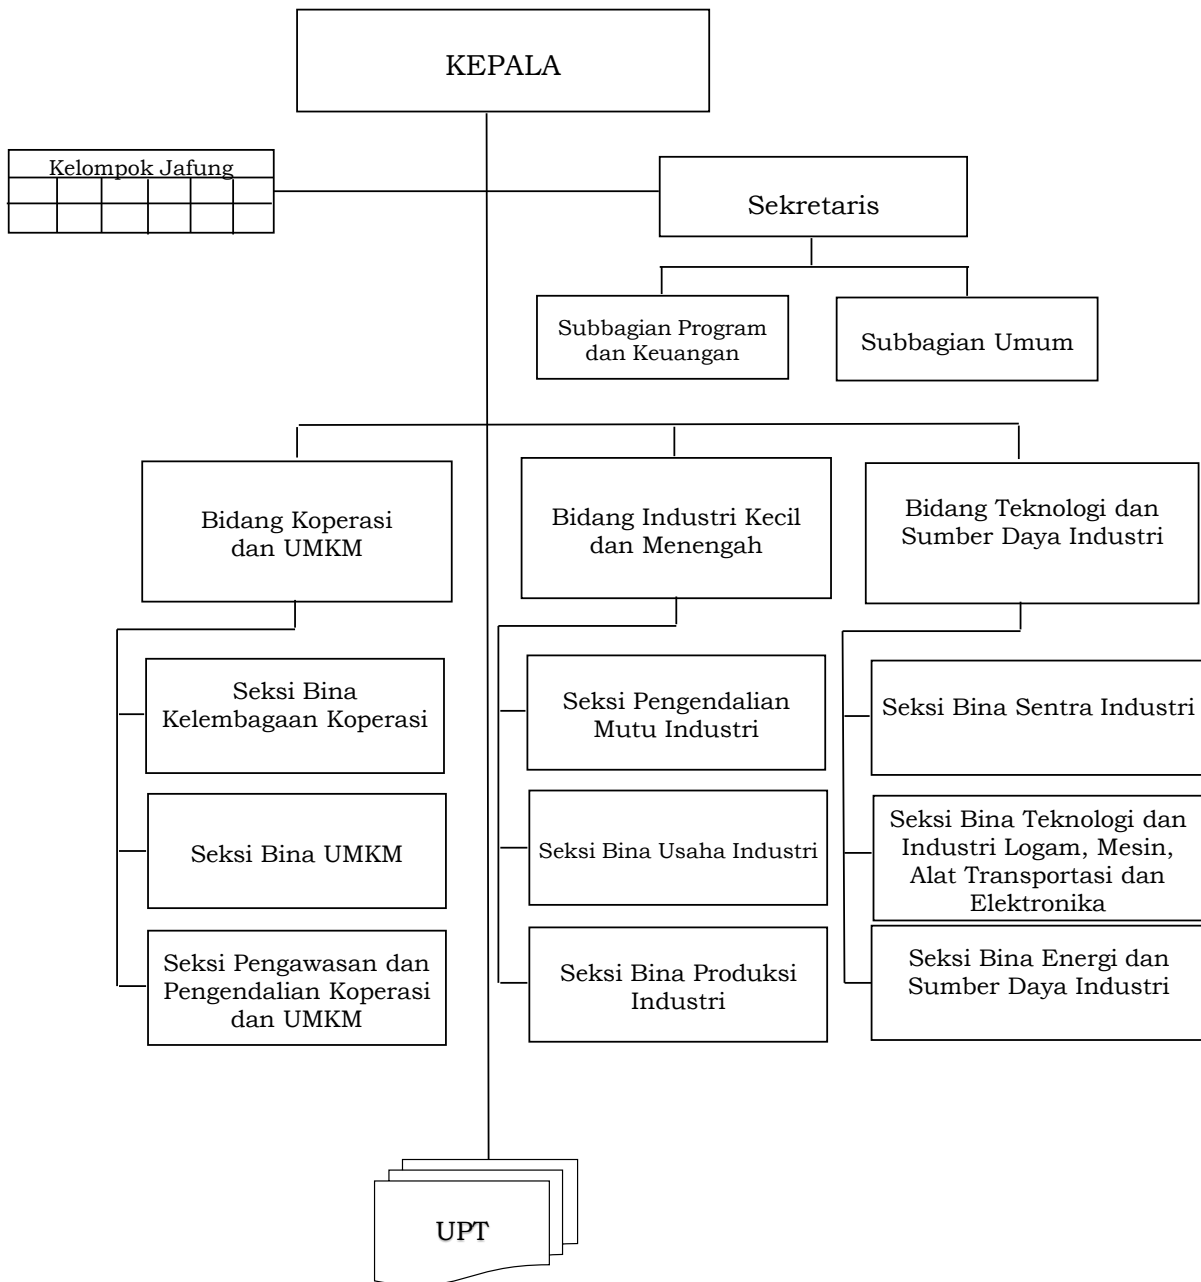 KEPALA
Kelompok Jafung
Sekretaris
Subbagian Program
dan Keuangan
Subbagian Umum
Bidang Koperasi
dan UMKM
Bidang Industri Kecil
dan Menengah
Bidang Teknologi dan
Sumber Daya Industri
Seksi Bina
Kelembagaan Koperasi
Seksi Pengendalian
Mutu Industri
Seksi Bina Sentra Industri
Seksi Bina UMKM
Seksi Bina Usaha Industri
Seksi Bina Teknologi dan
Industri Logam, Mesin,
Alat Transportasi dan
Elektronika
Seksi Pengawasan dan
Pengendalian Koperasi
dan UMKM
Seksi Bina Produksi
Industri
Seksi Bina Energi dan
Sumber Daya Industri
UPT